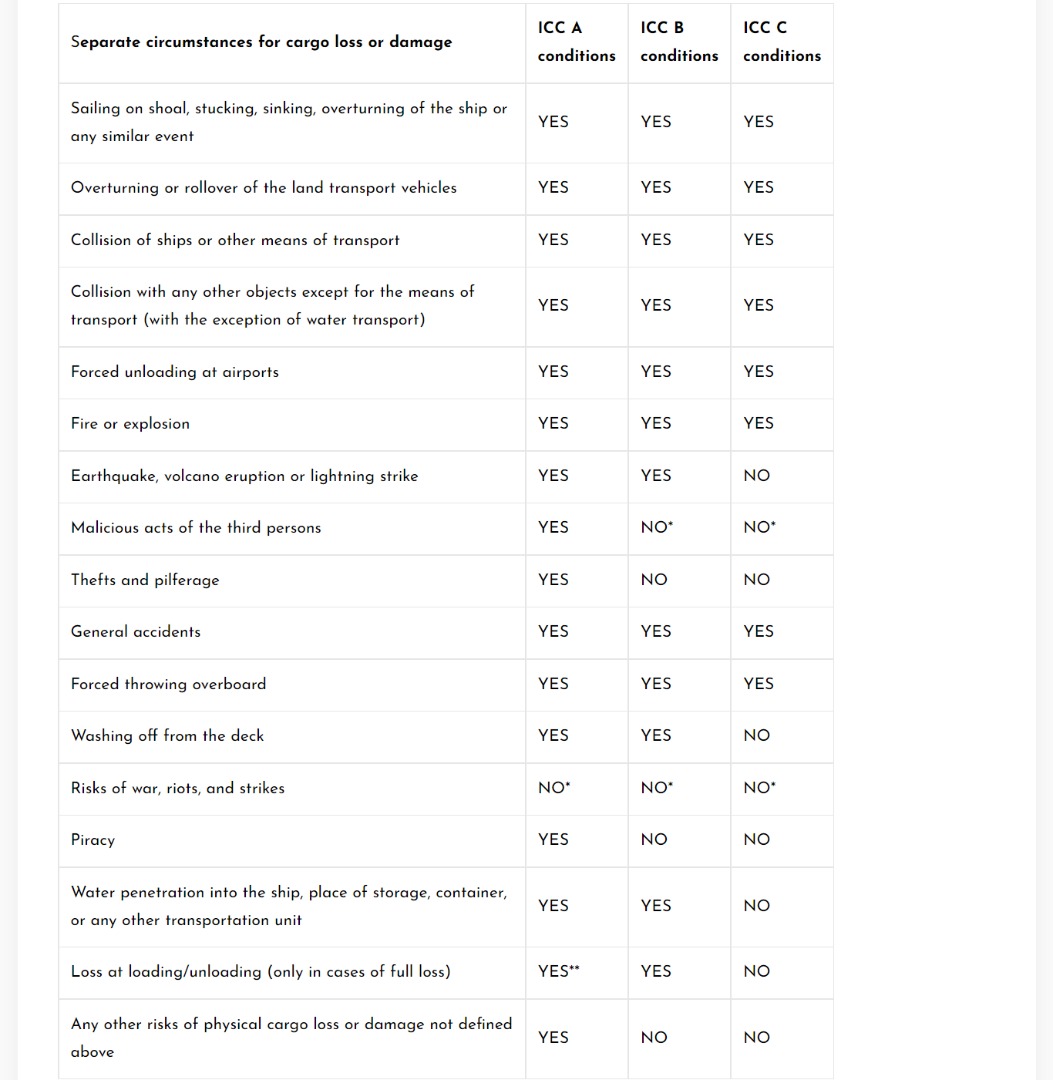 Separate circumstances for cargo loss or damage
ICC A conditions
ICC B conditions
ICC C conditions
Sailing on shoal, stucking, sinking, overturning of the ship or
any similar event
YES
YES
YES
Overturning or rollover of the land transport vehicles
YES
YES
YES
Collision of ships or other means of transport
YES
YES
YES
Collision with any other objects except for the means of
transport (with the exception of water transport)
YES
YES
YES
Forced unloading at airports
YES
YES
YES
Fire or explosion
YES
YES
YES
Earthquake, volcano eruption or lightning strike
YES
YES
NO
Malicious acts of the third persons
YES
NO*
NO*
Thefts and pilferage
YES
NO
NO
General accidents
YES
YES
YES
Forced throwing overboard
YES
YES
YES
Washing off from the deck
YES
YES
NO
Risks of war, riots, and strikes
NO*
NO*
NO*
Piracy
YES
NO
NO
Water penetration into the ship, place of storage, container,
or any other transportation unit
YES
YES
NO
Loss at loading/unloading (only in cases of full loss)
YES**
YES
NO
Any other risks of physical cargo loss or damage not defined
above
YES
NO
NO